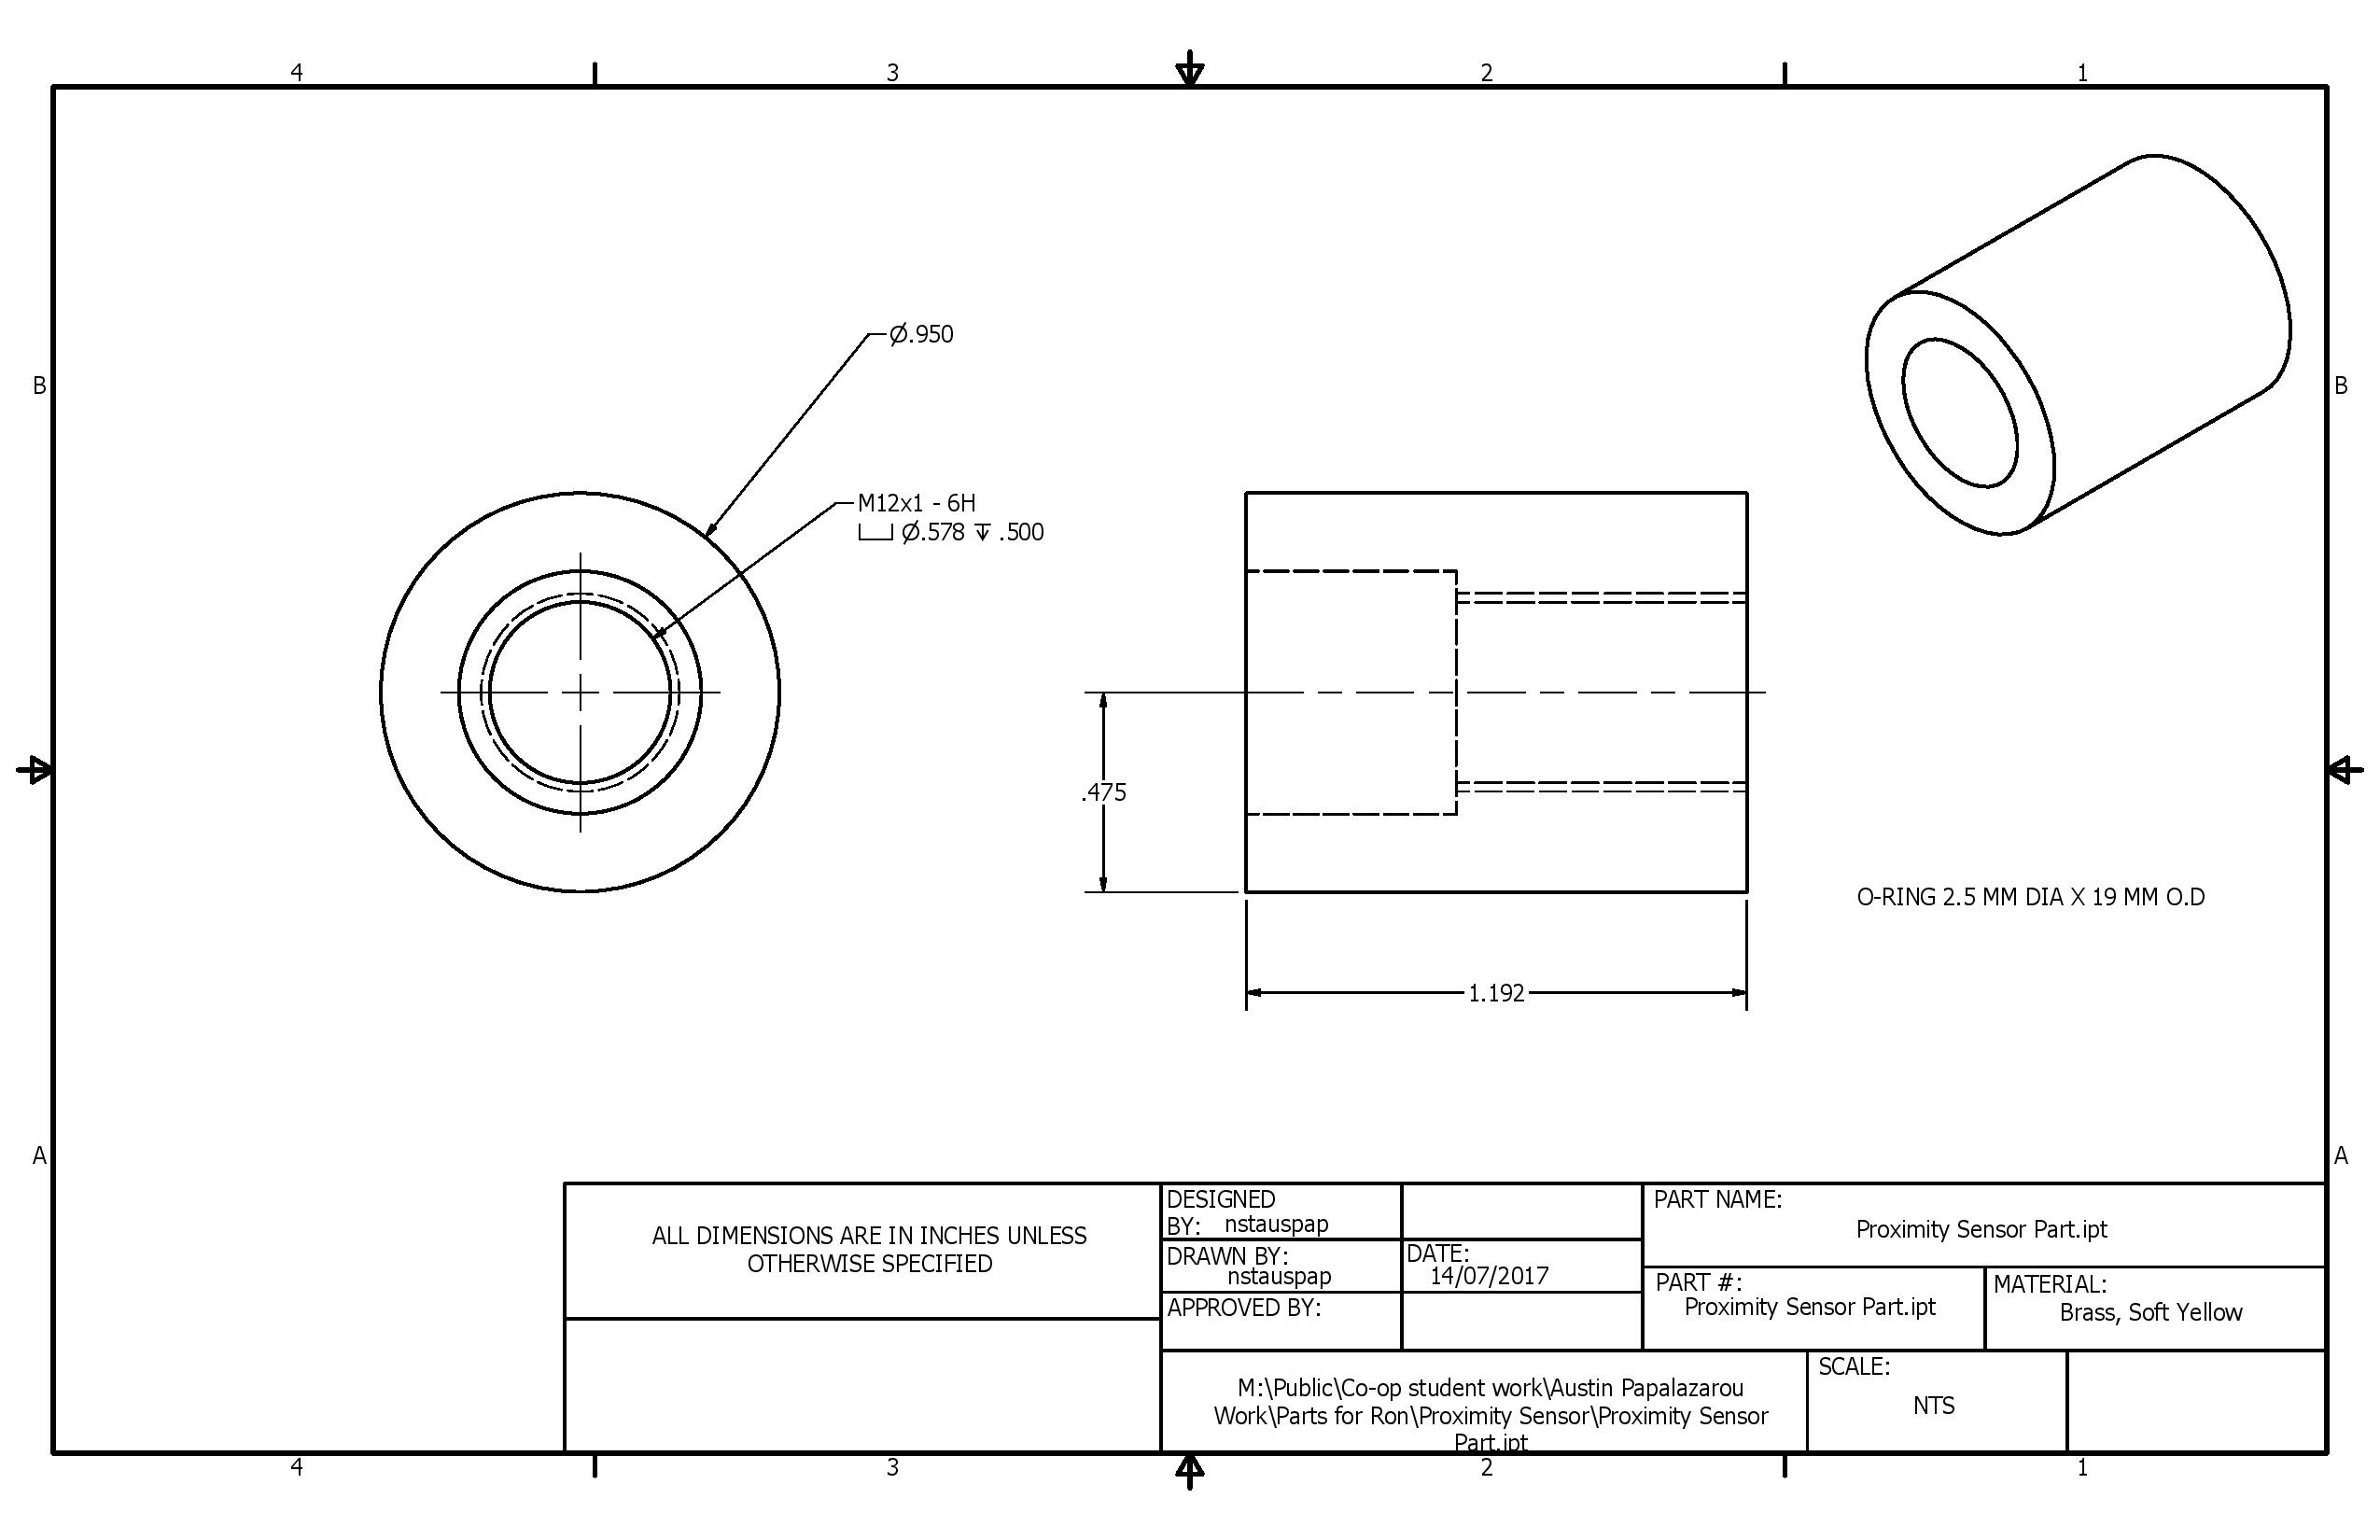 4 3 2 1
B B
Ø.950
M12x1 - 6H
⌴ Ø.578 ↧ .500
.475
O-RING 2.5 MM DIA X 19 MM O.D
1.192
A A
ALL DIMENSIONS ARE IN INCHES UNLESS
OTHERWISE SPECIFIED
DESIGNED
BY: nstauspap
DRAWN BY:
nstauspap
DATE:
14/07/2017
APPROVED BY:
PART NAME:
Proximity Sensor Part.ipt
PART #:
Proximity Sensor Part.ipt
MATERIAL:
Brass, Soft Yellow
M:\Public\Co-op student work\Austin Papalazarou
Work\Parts for Ron\Proximity Sensor\Proximity Sensor
Part.ipt
SCALE:
NTS
4 3 2 1